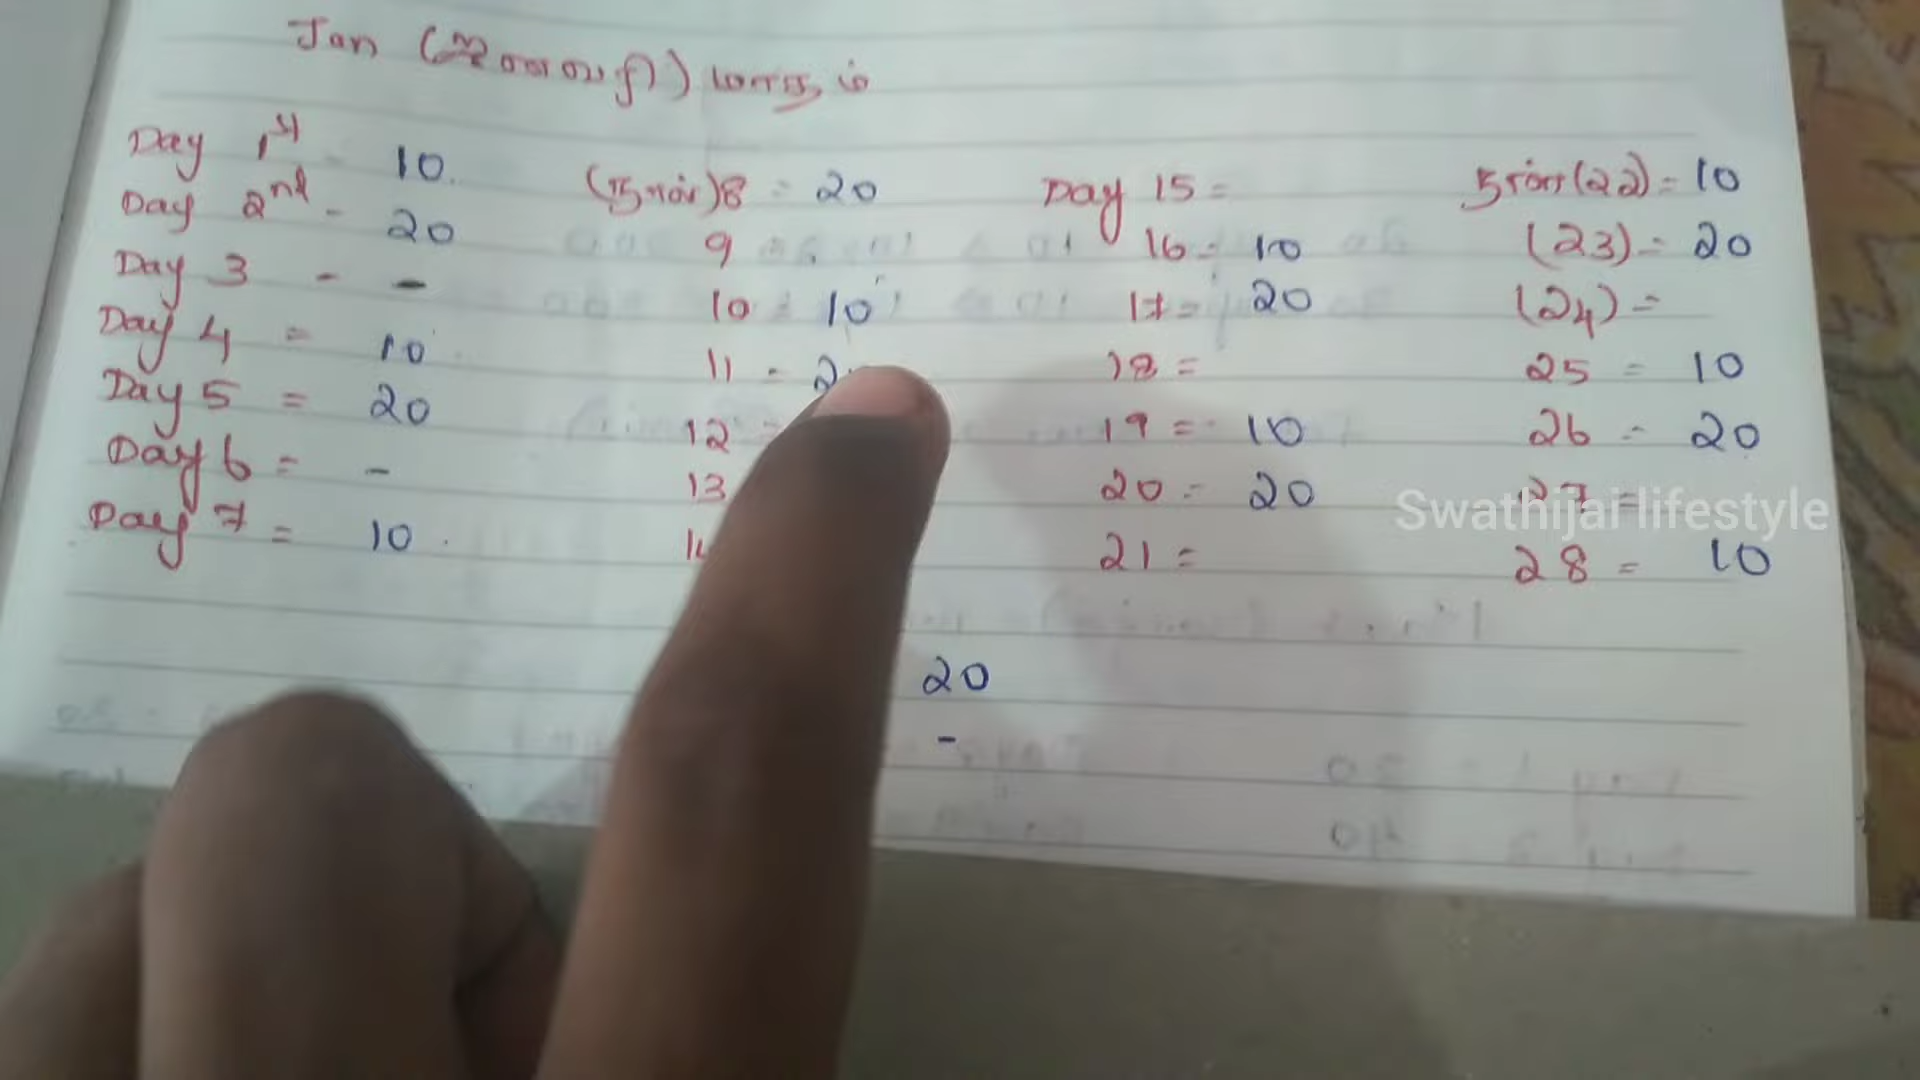 Jan (ஜனவரி) மாதம்
Day 1st - 10
Day 2nd - 20
Day 3 - -
Day 4 = 10
Day 5 = 20
Day 6 = -
Day 7 = 10
(நாள்)8 = 20
9
10 = 10
11 = 2
12 =
13
Day 15 =
16 = 10
17 = 20
18 =
19 = 10
20 = 20
21 =
நாள்(22) = 10
(23) = 20
(24) =
25 = 10
26 = 20
27 =
28 = 10
20
-
Swathijai lifestyle